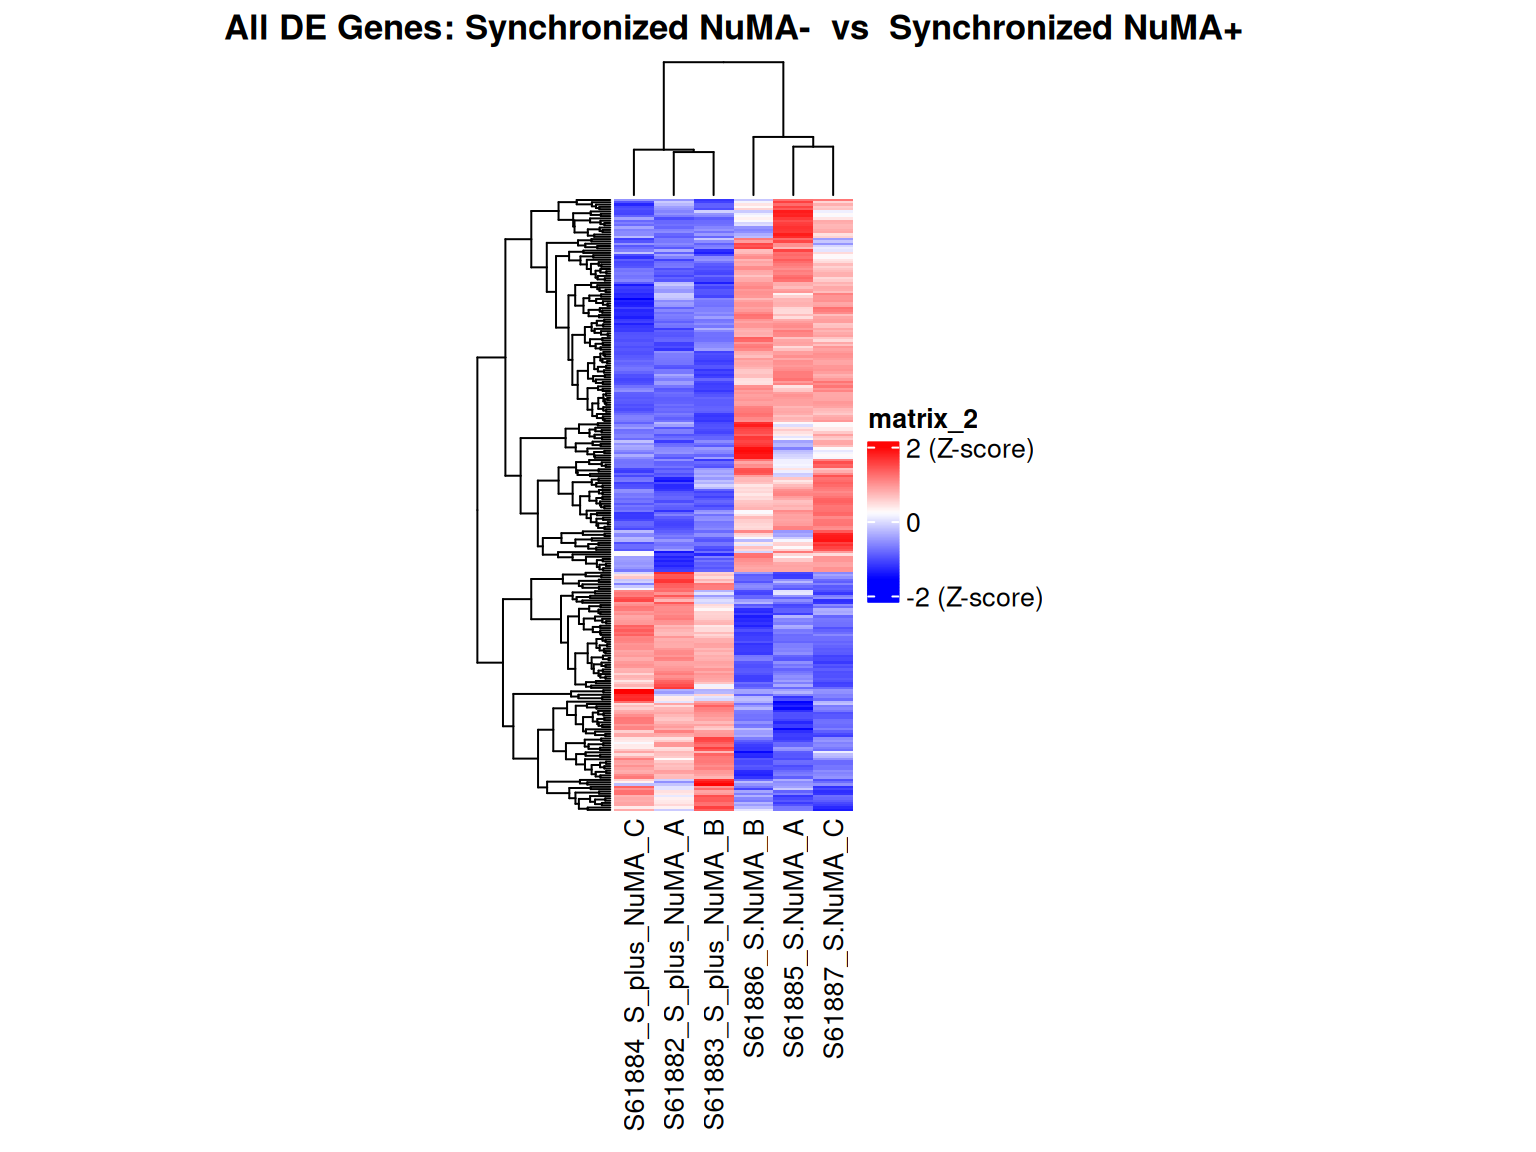 All DE Genes: Synchronized NuMA-  vs  Synchronized NuMA+
matrix_2
2 (Z-score)
0
-2 (Z-score)
S61884_S_plus_NuMA_C
S61882_S_plus_NuMA_A
S61883_S_plus_NuMA_B
S61886_S.NuMA_B
S61885_S.NuMA_A
S61887_S.NuMA_C